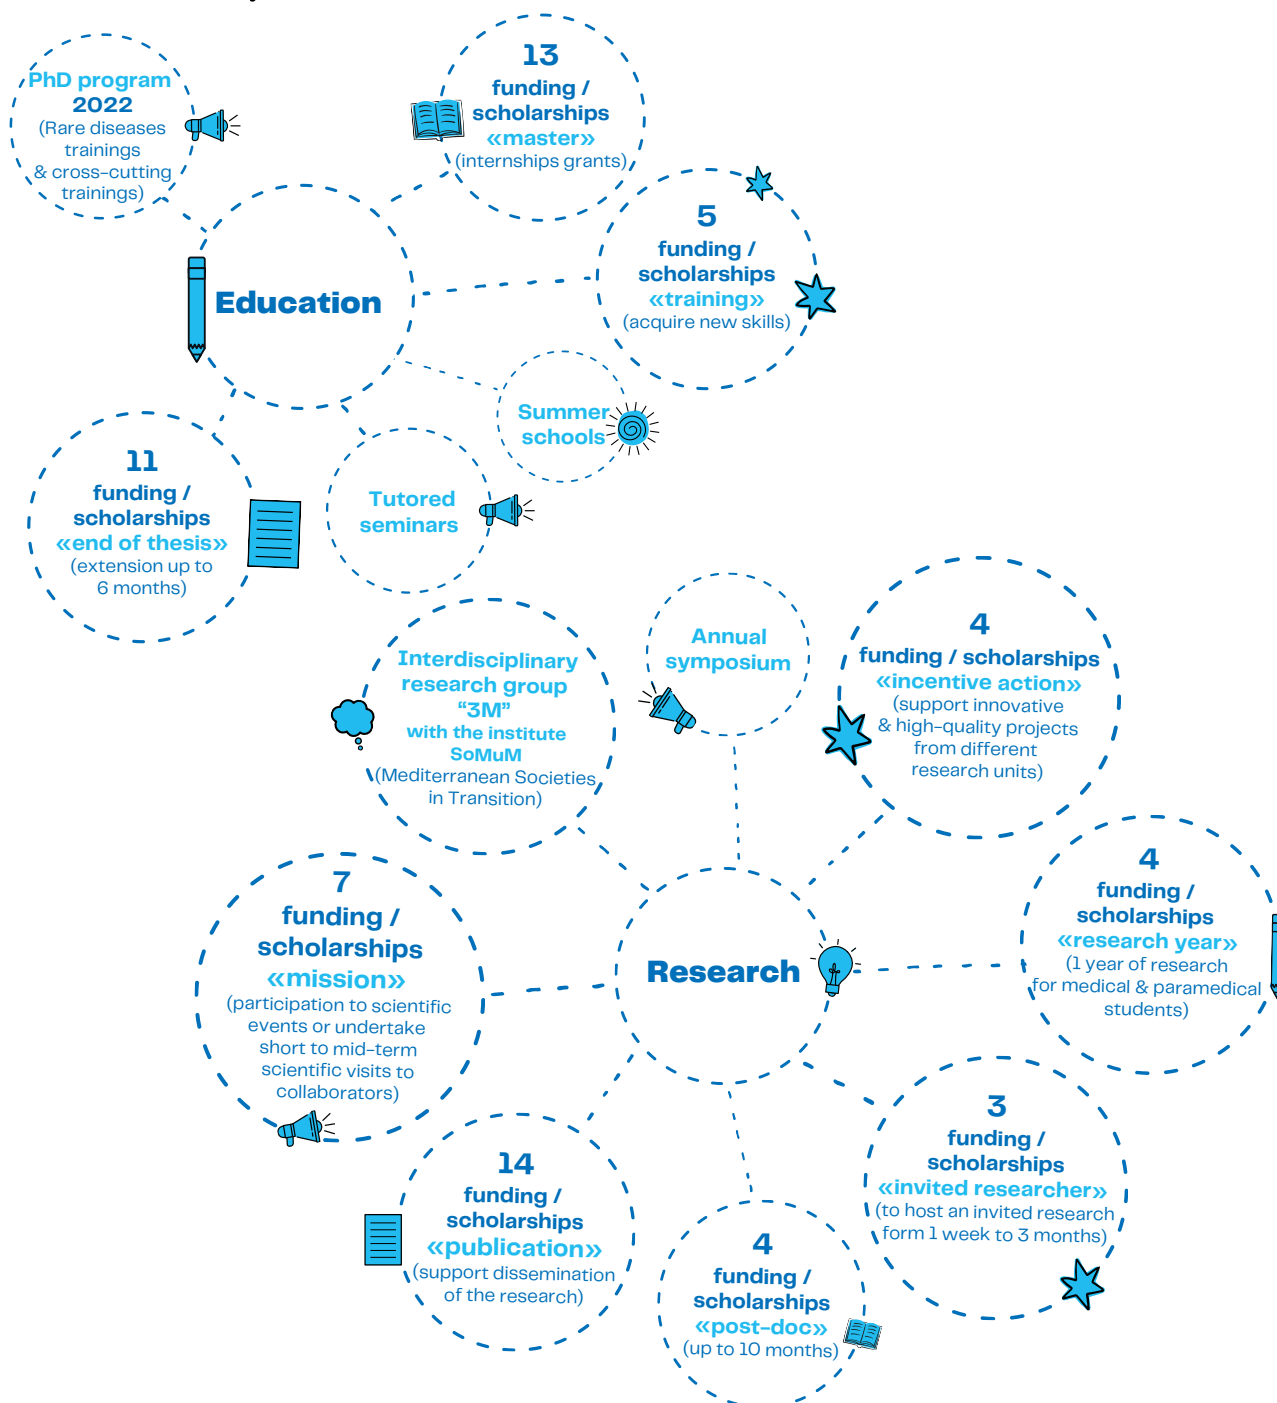 PhD program
2022
(Rare diseases
trainings
& cross-cutting
trainings)
13
funding /
scholarships
«master»
(internships grants)
5
funding /
scholarships
«training»
(acquire new skills)
Education
Summer
schools
11
funding /
scholarships
«end of thesis»
(extension up to
6 months)
Tutored
seminars
Interdisciplinary
research group
“3M”
with the institute
SoMuM
(Mediterranean Societies
in Transition)
Annual
symposium
4
funding / scholarships
«incentive action»
(support innovative
& high-quality projects
from different
research units)
7
funding /
scholarships
«mission»
(participation to scientific
events or undertake
short to mid-term
scientific visits to
collaborators)
Research
4
funding /
scholarships
«research year»
(1 year of research
for medical & paramedical
students)
14
funding /
scholarships
«publication»
(support dissemination
of the research)
4
funding /
scholarships
«post-doc»
(up to 10 months)
3
funding /
scholarships
«invited researcher»
(to host an invited research
form 1 week to 3 months)